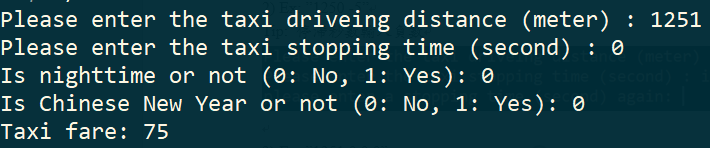 Please enter the taxi driveing distance (meter) : 1251
Please enter the taxi stopping time (second) : 0
Is nighttime or not (0: No, 1: Yes): 0
Is Chinese New Year or not (0: No, 1: Yes): 0
Taxi fare: 75